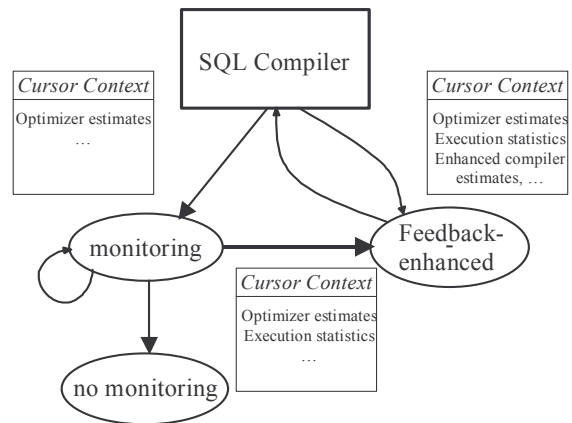 SQL Compiler
Cursor Context
Optimizer estimates
…
Cursor Context
Optimizer estimates
Execution statistics
Enhanced compiler
estimates, …
monitoring
Feedback
-
enhanced
Cursor Context
Optimizer estimates
Execution statistics
…
no monitoring